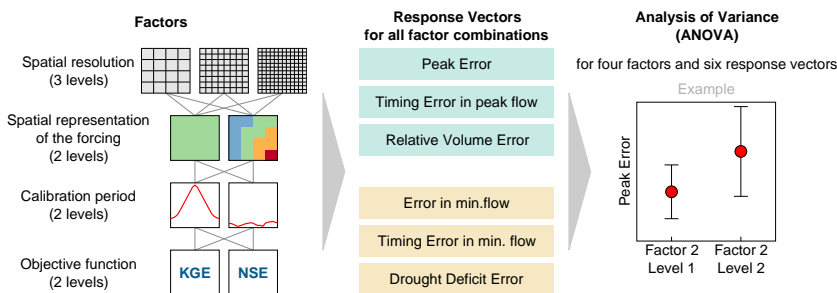 Factors
Spatial resolution
(3 levels)
Spatial representation
of the forcing
(2 levels)
Calibration period
(2 levels)
Objective function
(2 levels)
KGE
NSE
Response Vectors
for all factor combinations
Peak Error
Timing Error in peak flow
Relative Volume Error
Error in min.flow
Timing Error in min. flow
Drought Deficit Error
Analysis of Variance
(ANOVA)
for four factors and six response vectors
Example
Peak Error
Factor 2
Level 1
Factor 2
Level 2